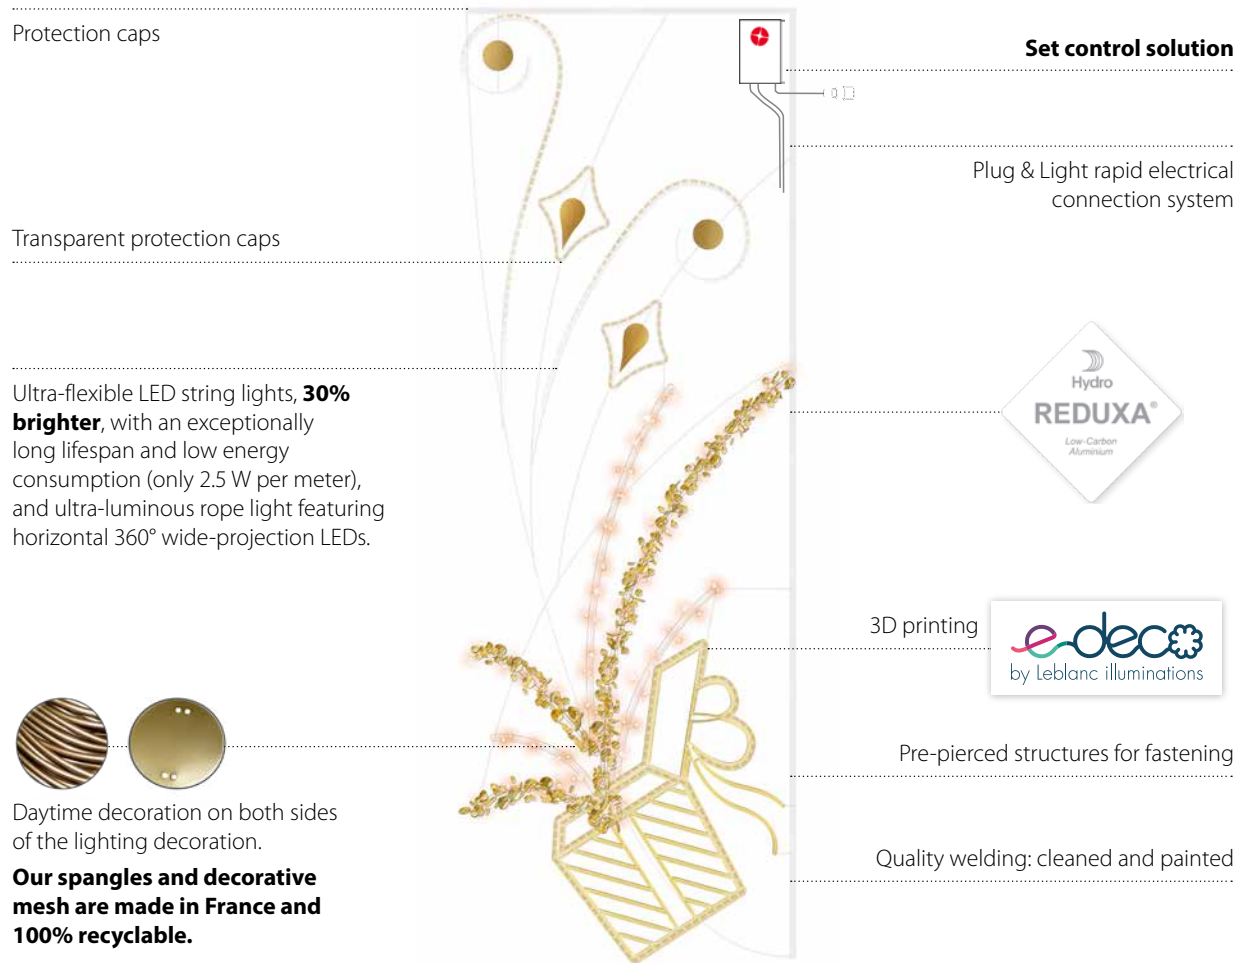 Protection caps
Set control solution
Plug & Light rapid electrical
connection system
Transparent protection caps
Ultra-flexible LED string lights, 30%
brighter, with an exceptionally
long lifespan and low energy
consumption (only 2.5 W per meter),
and ultra-luminous rope light featuring
horizontal 360° wide-projection LEDs.
Hydro
REDUXA®
Low-Carbon
Aluminium
3D printing
e-deco
by Leblanc illuminations
Pre-pierced structures for fastening
Daytime decoration on both sides
of the lighting decoration.
Quality welding: cleaned and painted
Our spangles and decorative
mesh are made in France and
100% recyclable.